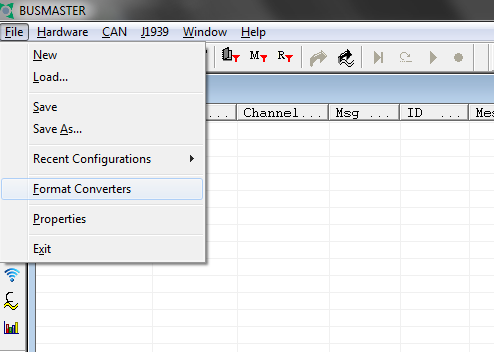 BUSMASTER
File Hardware CAN J1939 Window Help
M R
New
Load...
Save
Save As...
Recent Configurations
Format Converters
Properties
Exit
... Channel ... Msg ... ID ...